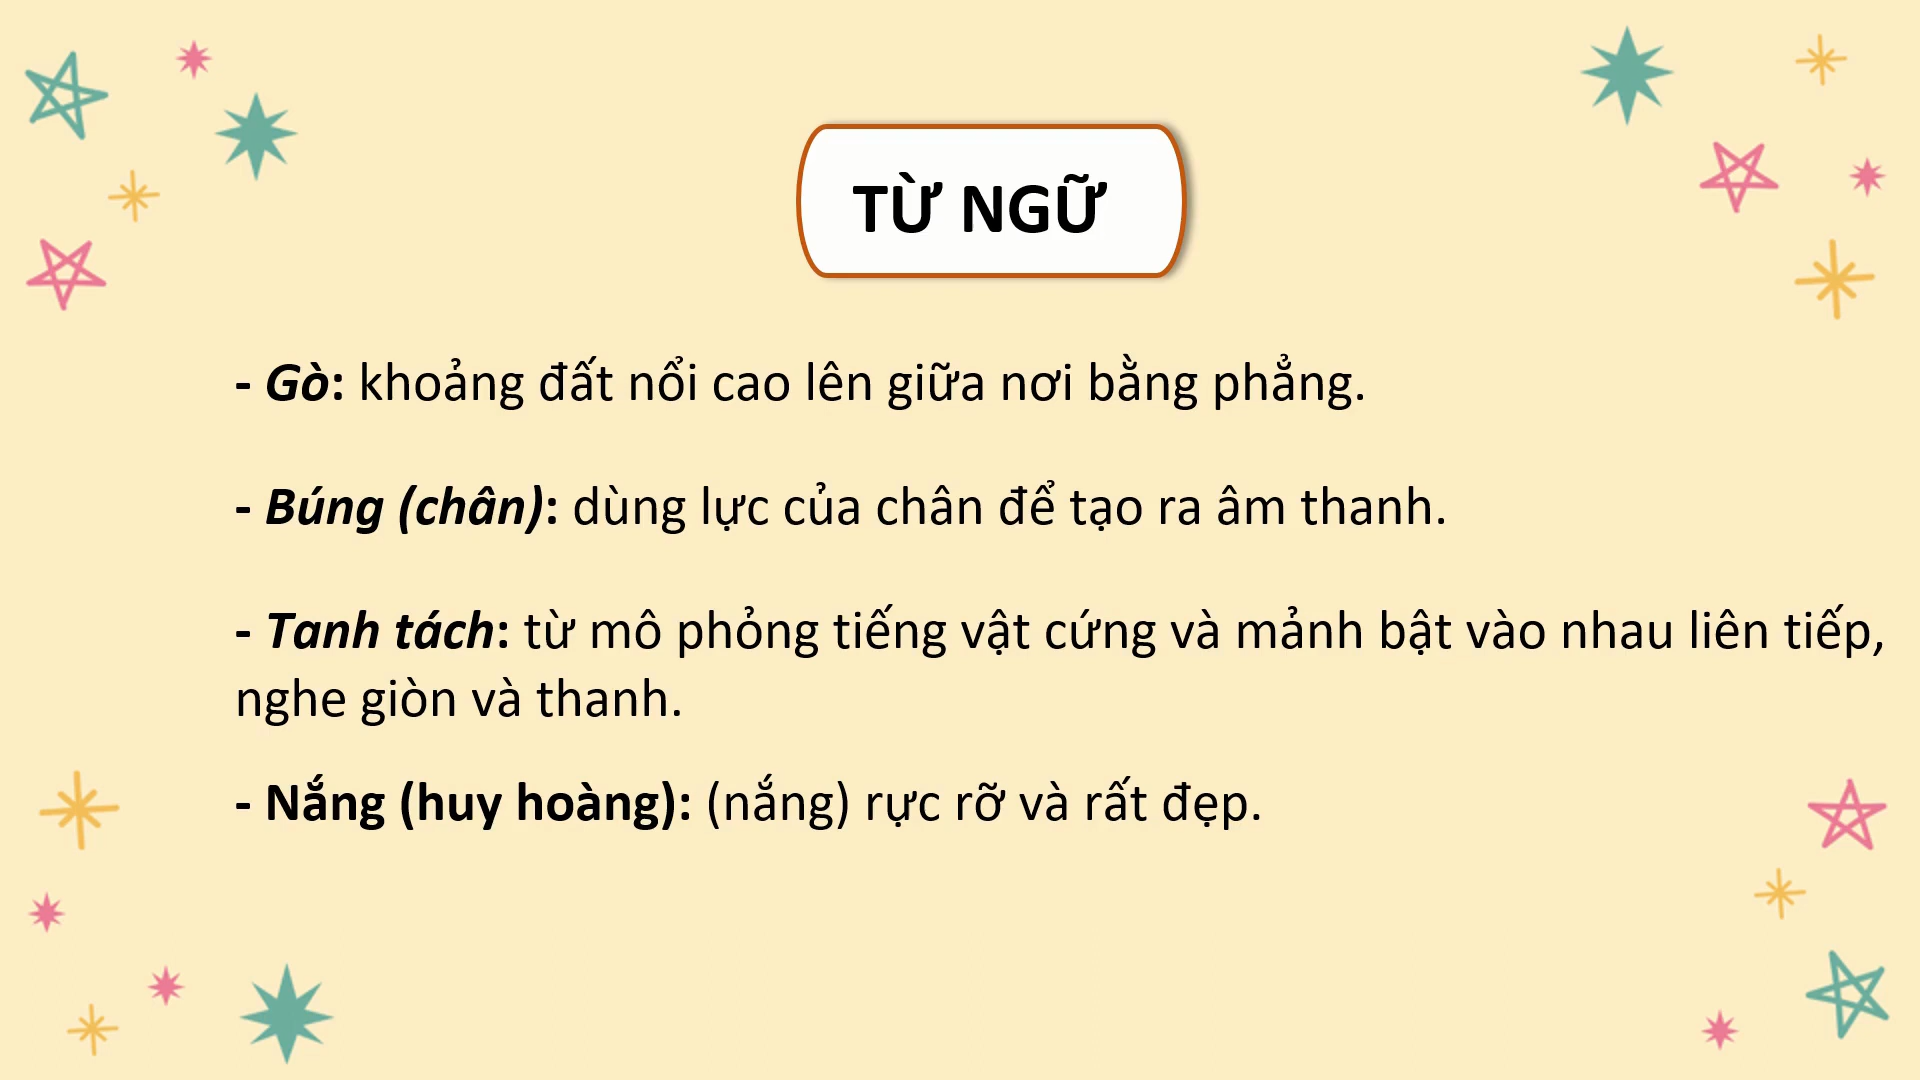 TỪ NGỮ
- Gò: khoảng đất nổi cao lên giữa nơi bằng phẳng.
- Búng (chân): dùng lực của chân để tạo ra âm thanh.
- Tanh tách: từ mô phỏng tiếng vật cứng và mảnh bật vào nhau liên tiếp,
nghe giòn và thanh.
- Nắng (huy hoàng): (nắng) rực rỡ và rất đẹp.